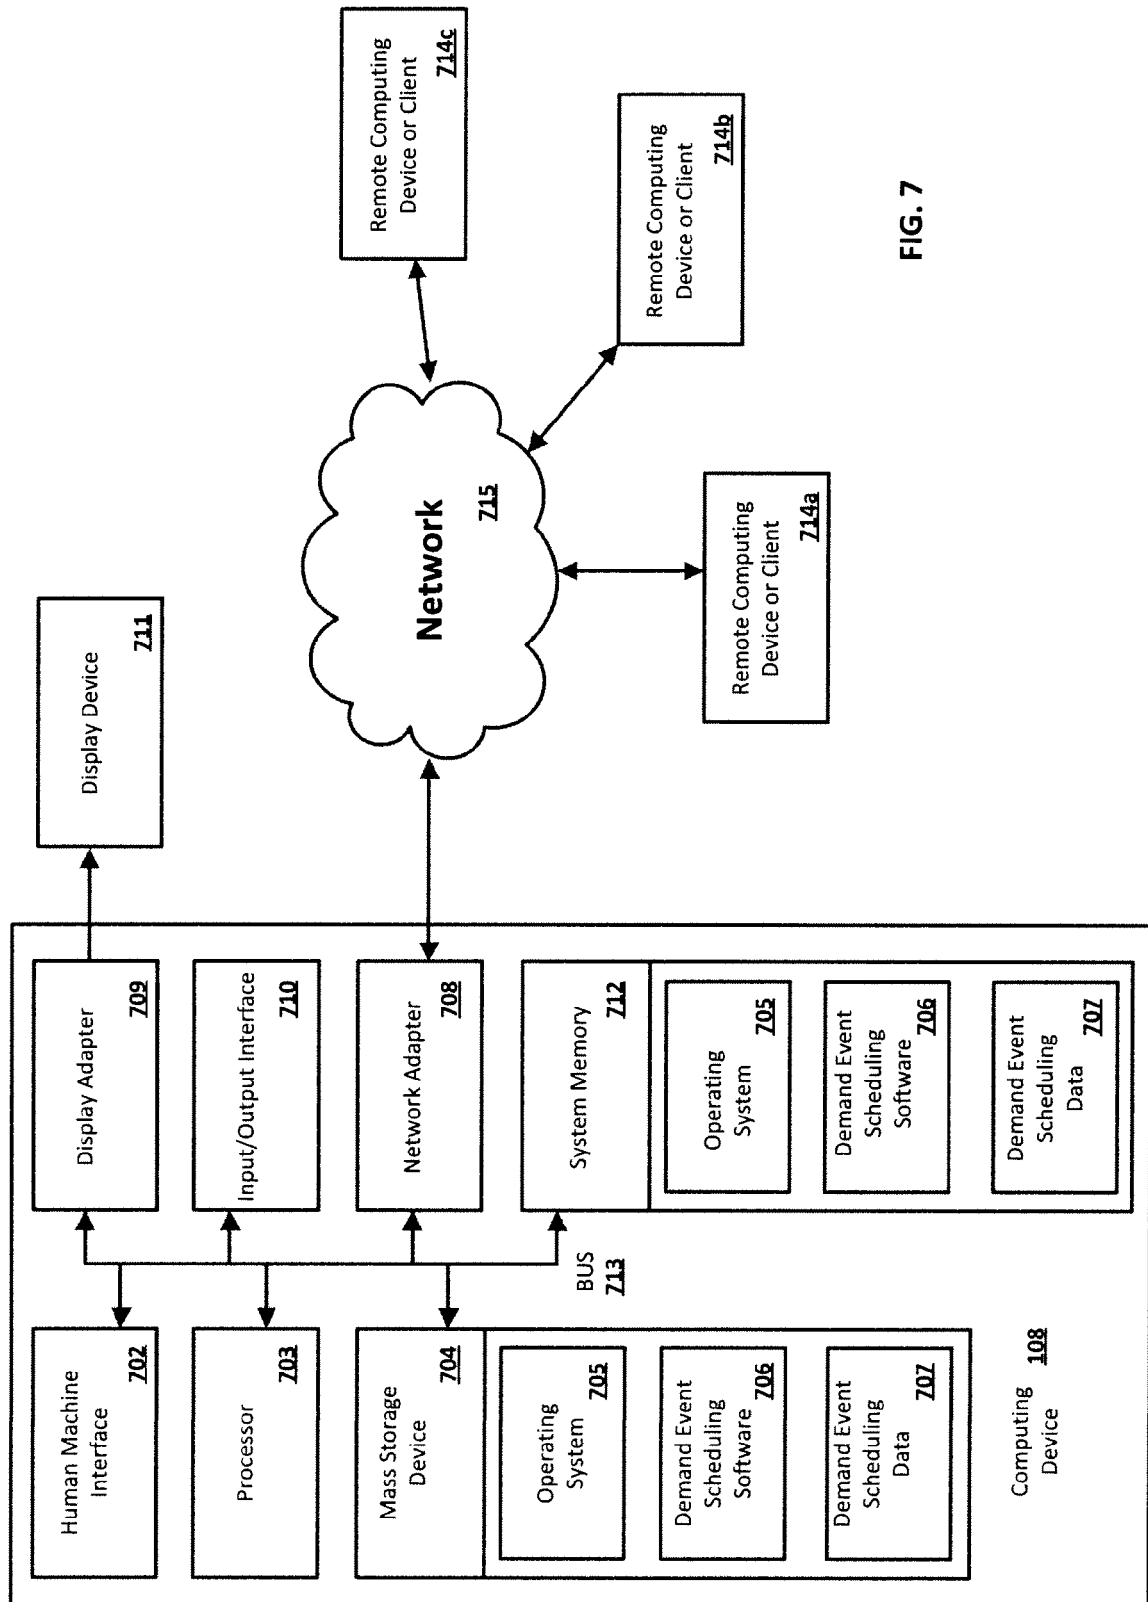 Human Machine
Interface
702
Processor
703
Mass Storage
Device
704
Operating
System
705
Demand Event
Scheduling
Software
706
Demand Event
Scheduling
Data
707
Computing
Device
108
BUS
713
Display Adapter
709
Input/Output Interface
710
Network Adapter
708
System Memory
712
Operating
System
705
Demand Event
Scheduling
Software
706
Demand Event
Scheduling
Data
707
Display Device
711
Network
715
Remote Computing
Device or Client
714a
Remote Computing
Device or Client
714b
Remote Computing
Device or Client
714c
FIG. 7